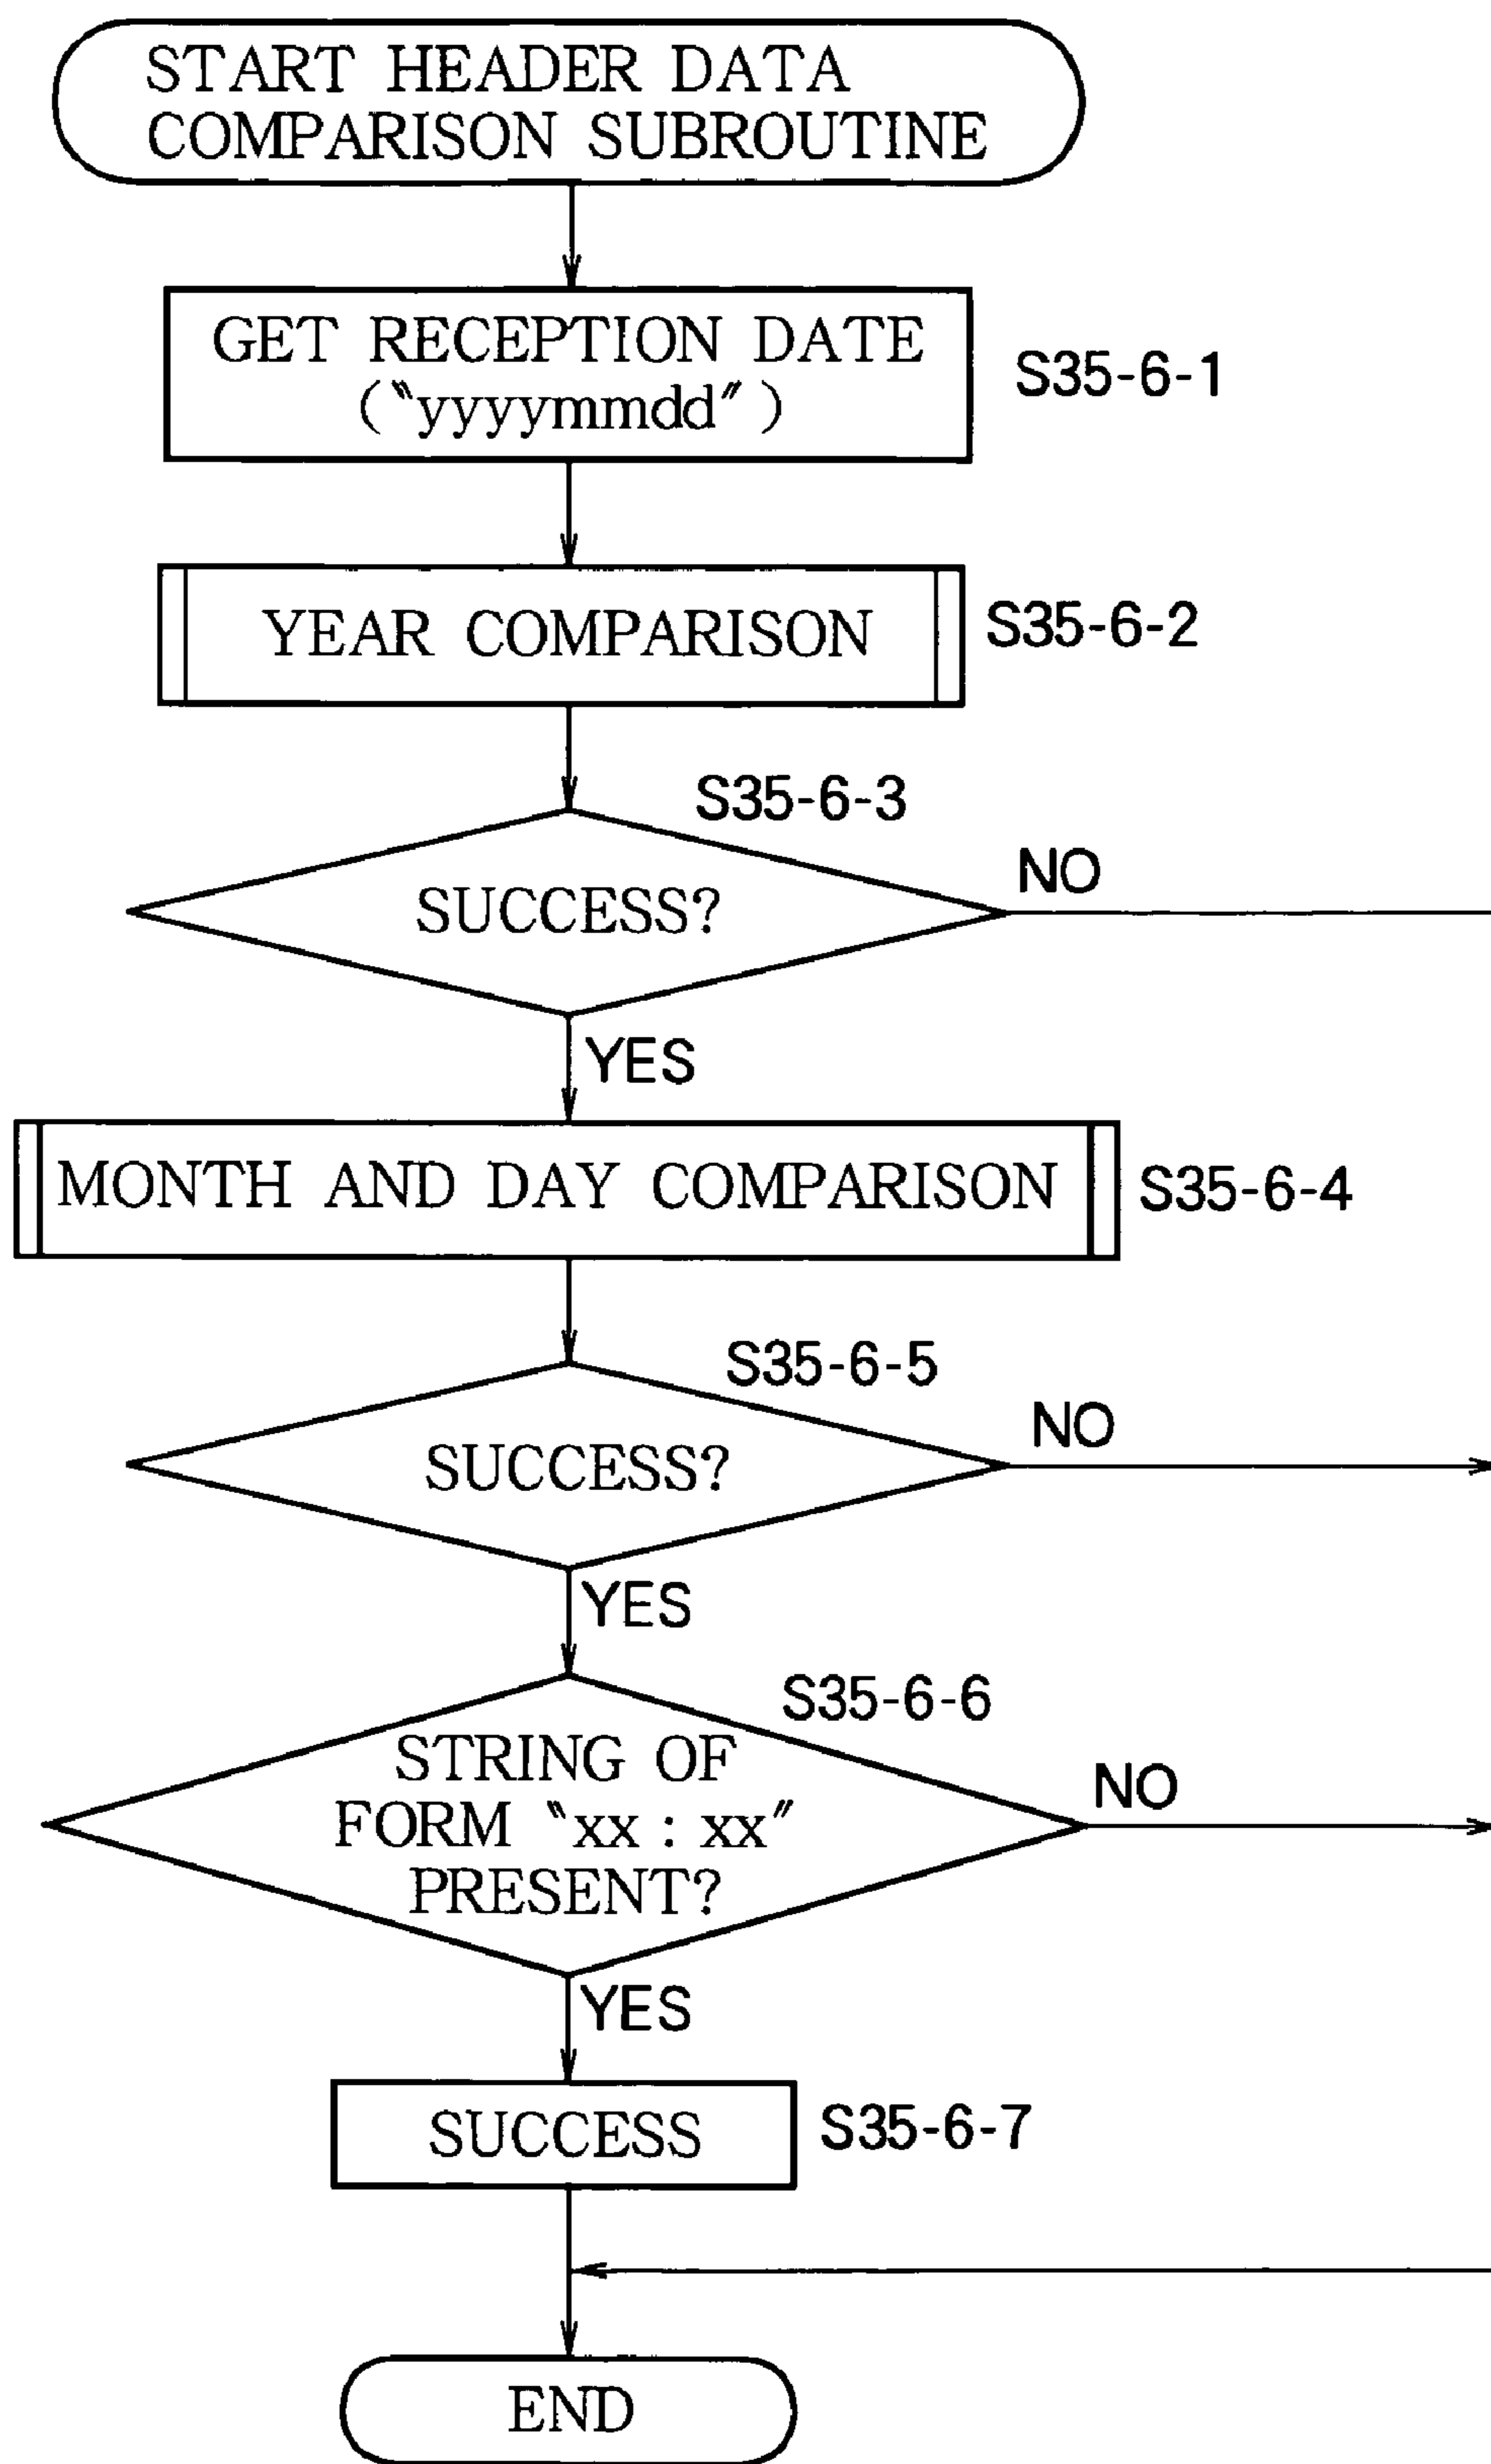 START HEADER DATA
COMPARISON SUBROUTINE
GET RECEPTION DATE
("yyyymmdd")
S35-6-1
YEAR COMPARISON
S35-6-2
S35-6-3
SUCCESS?
NO
YES
MONTH AND DAY COMPARISON
S35-6-4
S35-6-5
SUCCESS?
NO
YES
S35-6-6
STRING OF
FORM "xx : xx"
PRESENT?
NO
YES
SUCCESS
S35-6-7
END